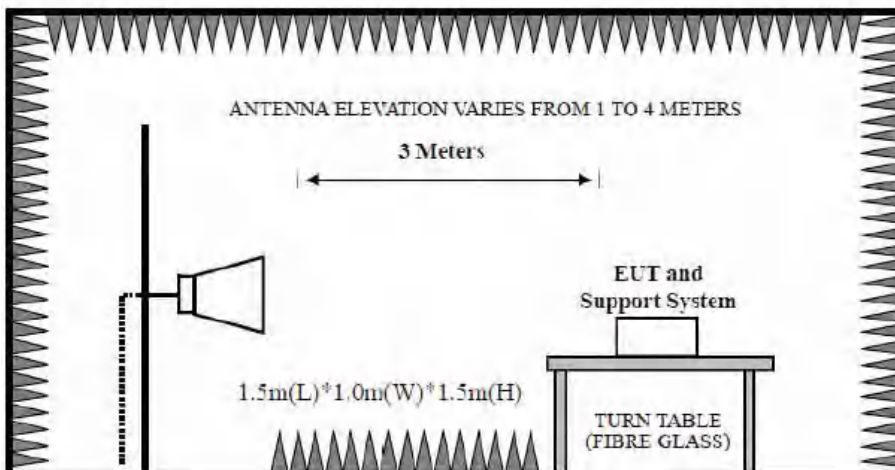 ANTENNA ELEVATION VARIES FROM 1 TO 4 METERS
3 Meters
EUT and
Support System
1.5m(L)*1.0m(W)*1.5m(H)
TURN TABLE
(FIBRE GLASS)